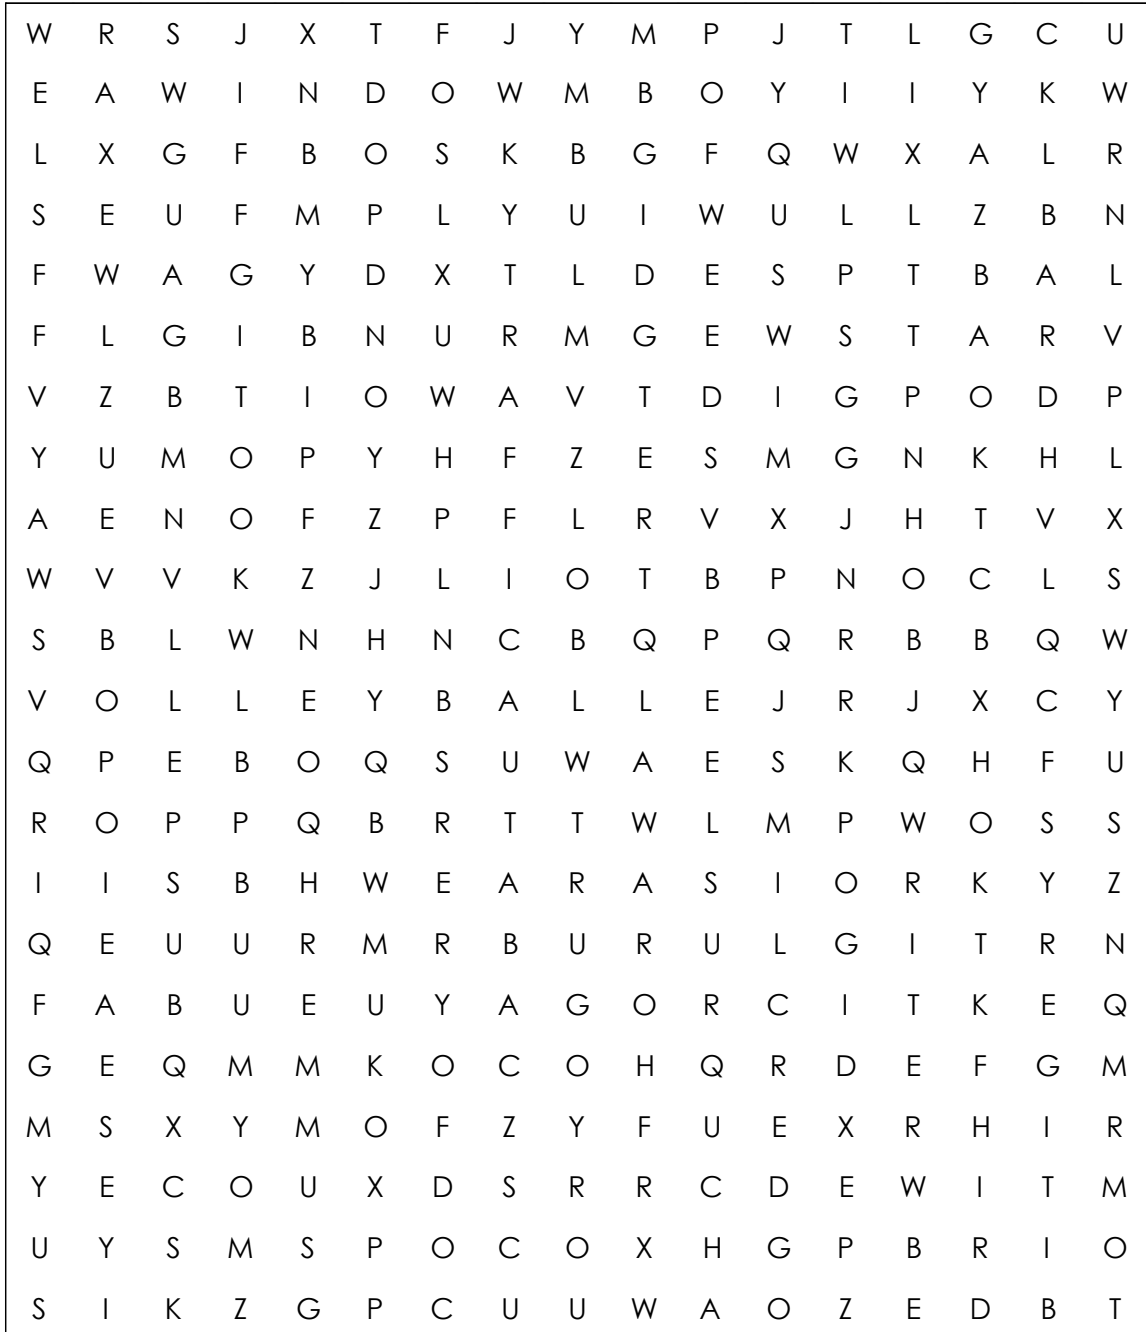 W R S J X T F J Y M P J T L G C U
E A W I N D O W M B O Y I I Y K W
L X G F B O S K B G F Q W X A L R
S E U F M P L Y U I W U L L Z B N
F W A G Y D X T L D E S P T B A L
F L G I B N U R M G E W S T A R V
V Z B T I O W A V T D I G P O D P
Y U M O P Y H F Z E S M G N K H L
A E N O F Z P F L R V X J H T V X
W V V K Z J L I O T B P N O C L S
S B L W N H N C B Q P Q R B B Q W
V O L L E Y B A L L E J R J X C Y
Q P E B O Q S U W A E S K Q H F U
R O P P Q B R T T W L M P W O S S
I I S B H W E A R A S I O R K Y Z
Q E U U R M R B U R U L G I T R N
F A B U E U Y A G O R C I T K E Q
G E Q M M K O C O H Q R D E F G M
M S X Y M O F Z Y F U E X R H I R
Y E C O U X D S R R C D E W I T M
U Y S M S P O C O X H G P B R I O
S I K Z G P C U U W A O Z E D B T